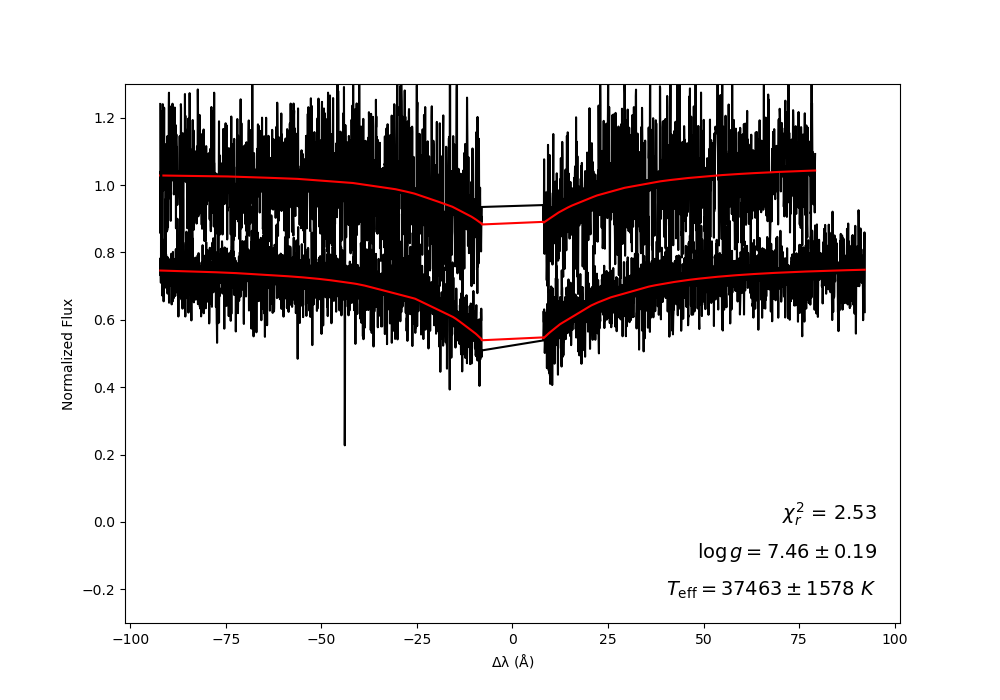 1.2
1.0
0.8
0.6
0.4
0.2
0.0
−0.2
Normalized Flux
χ²ᵣ = 2.53
log g = 7.46 ± 0.19
T_eff = 37463 ± 1578 K
−100 −75 −50 −25 0 25 50 75 100
Δλ (Å)